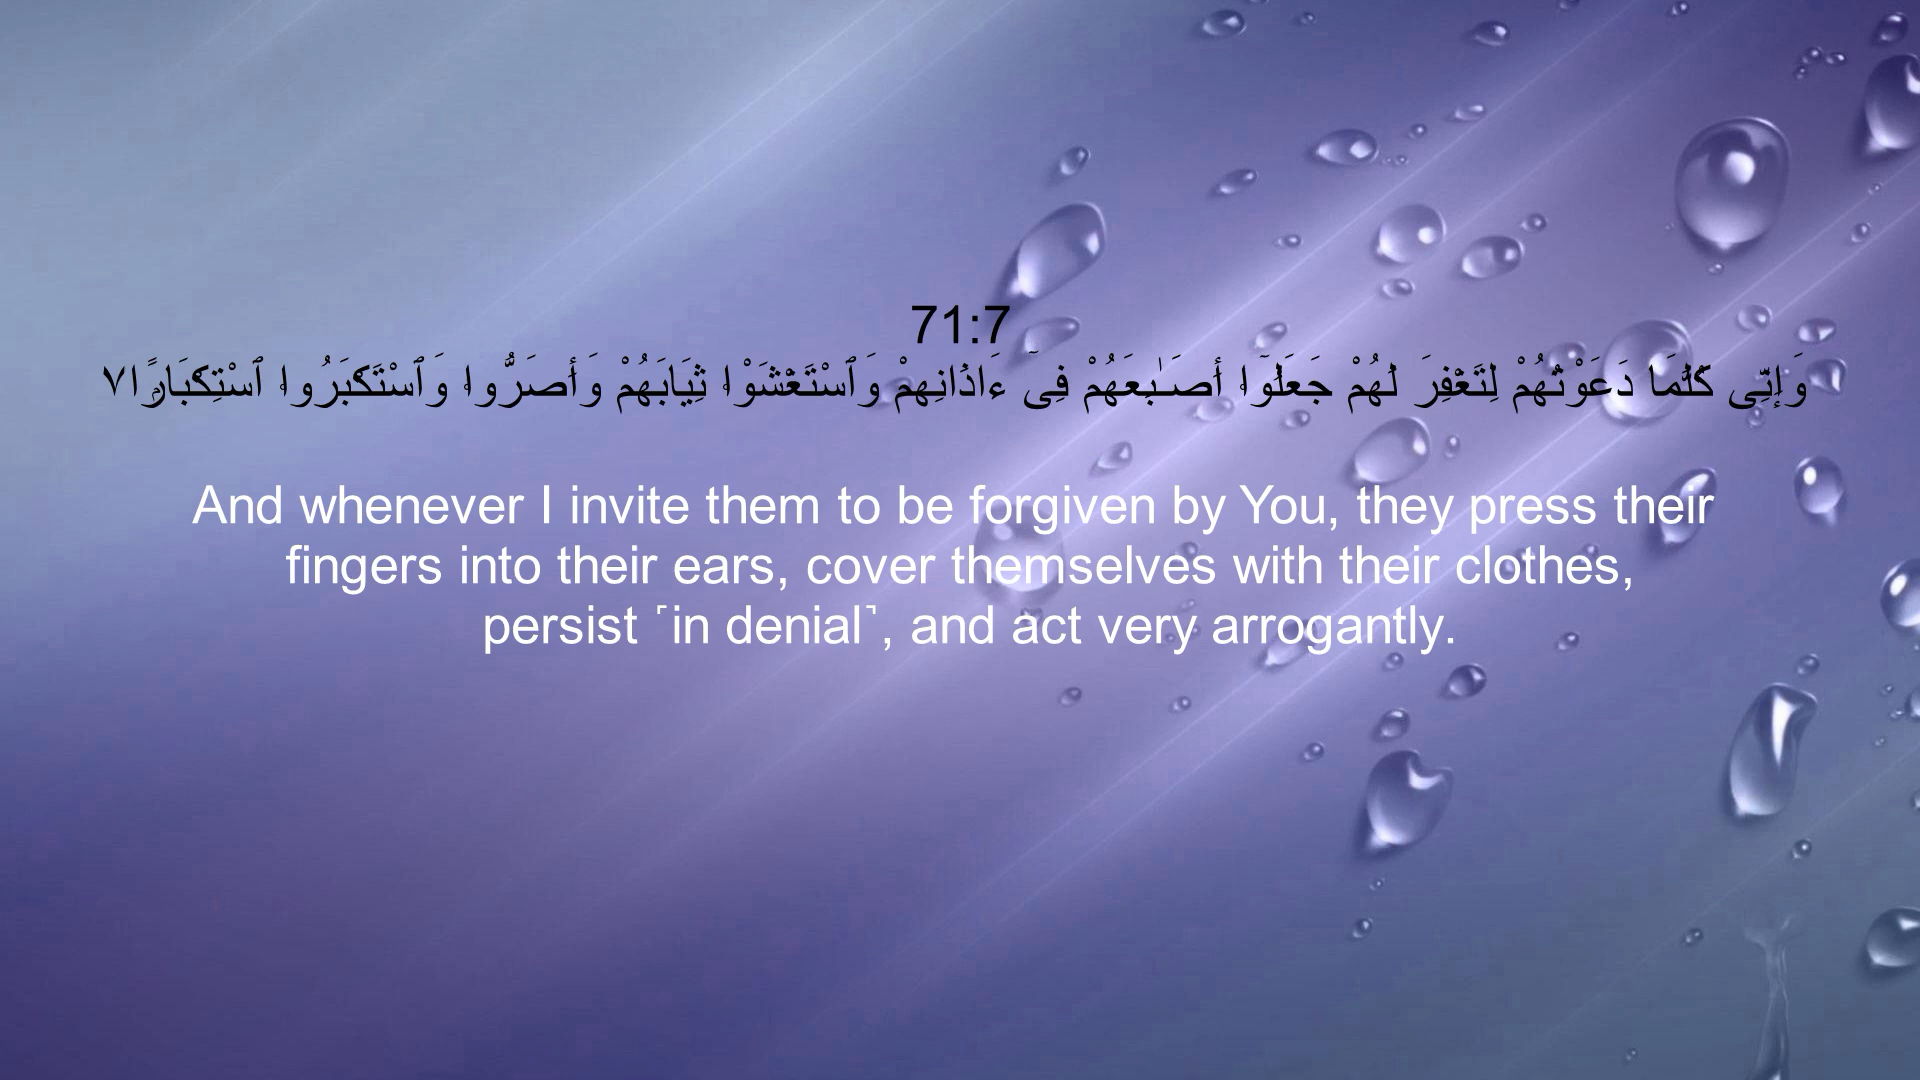 71:7
وَإِنِّى كُلَّمَا دَعَوْتُهُمْ لِتَغْفِرَ لَهُمْ جَعَلُوٓا۟ أَصَـٰبِعَهُمْ فِىٓ ءَاذَانِهِمْ وَٱسْتَغْشَوْا۟ ثِيَابَهُمْ وَأَصَرُّوا۟ وَٱسْتَكْبَرُوا۟ ٱسْتِكْبَارًۭا ٧
And whenever I invite them to be forgiven by You, they press their
fingers into their ears, cover themselves with their clothes,
persist ˹in denial˺, and act very arrogantly.